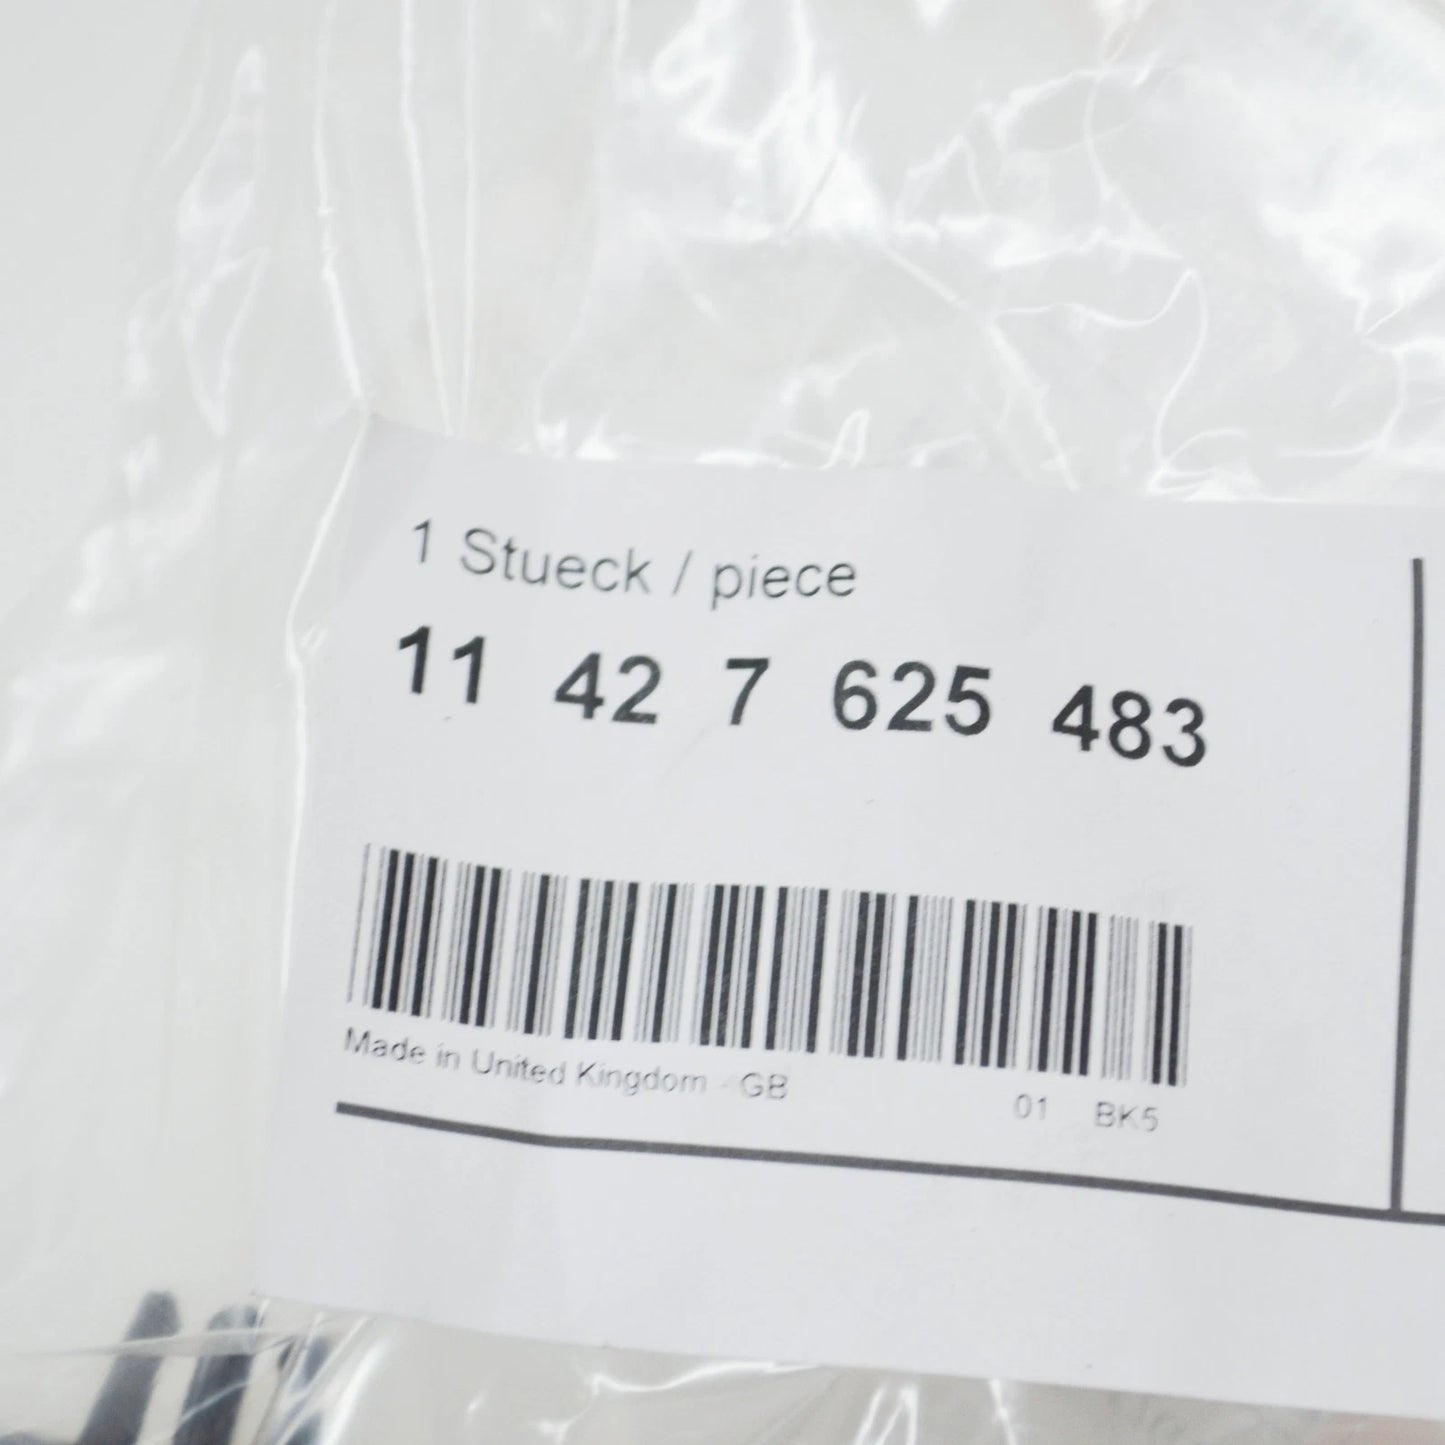 1 Stueck / piece
11 42 7 625 483
Made in United Kingdom - GB 01 BK5